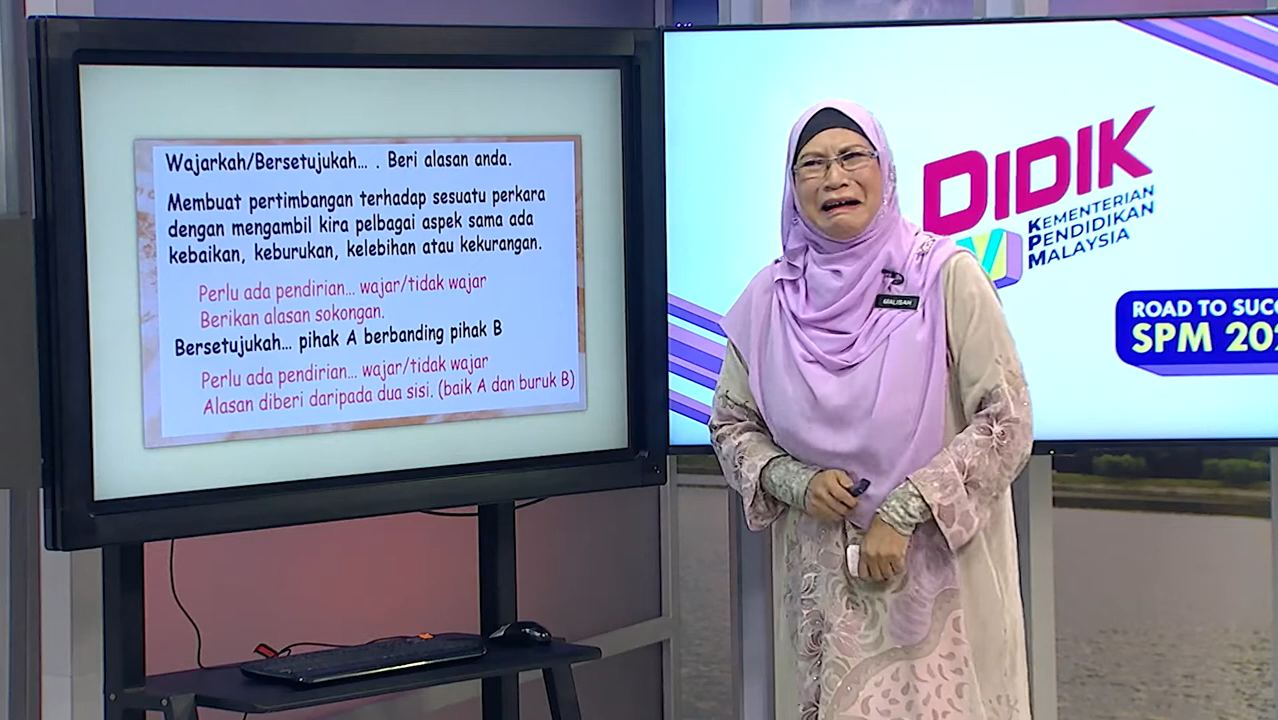 Wajarkah/Bersetujukah... . Beri alasan anda.
Membuat pertimbangan terhadap sesuatu perkara
dengan mengambil kira pelbagai aspek sama ada
kebaikan, keburukan, kelebihan atau kekurangan.
Perlu ada pendirian... wajar/tidak wajar
Berikan alasan sokongan.
Bersetujukah... pihak A berbanding pihak B
Perlu ada pendirian... wajar/tidak wajar
Alasan diberi daripada dua sisi. (baik A dan buruk B)
DIDIK
KEMENTERIAN
PENDIDIKAN
MALAYSIA
ROAD TO SUCC
SPM 202
MALISAH